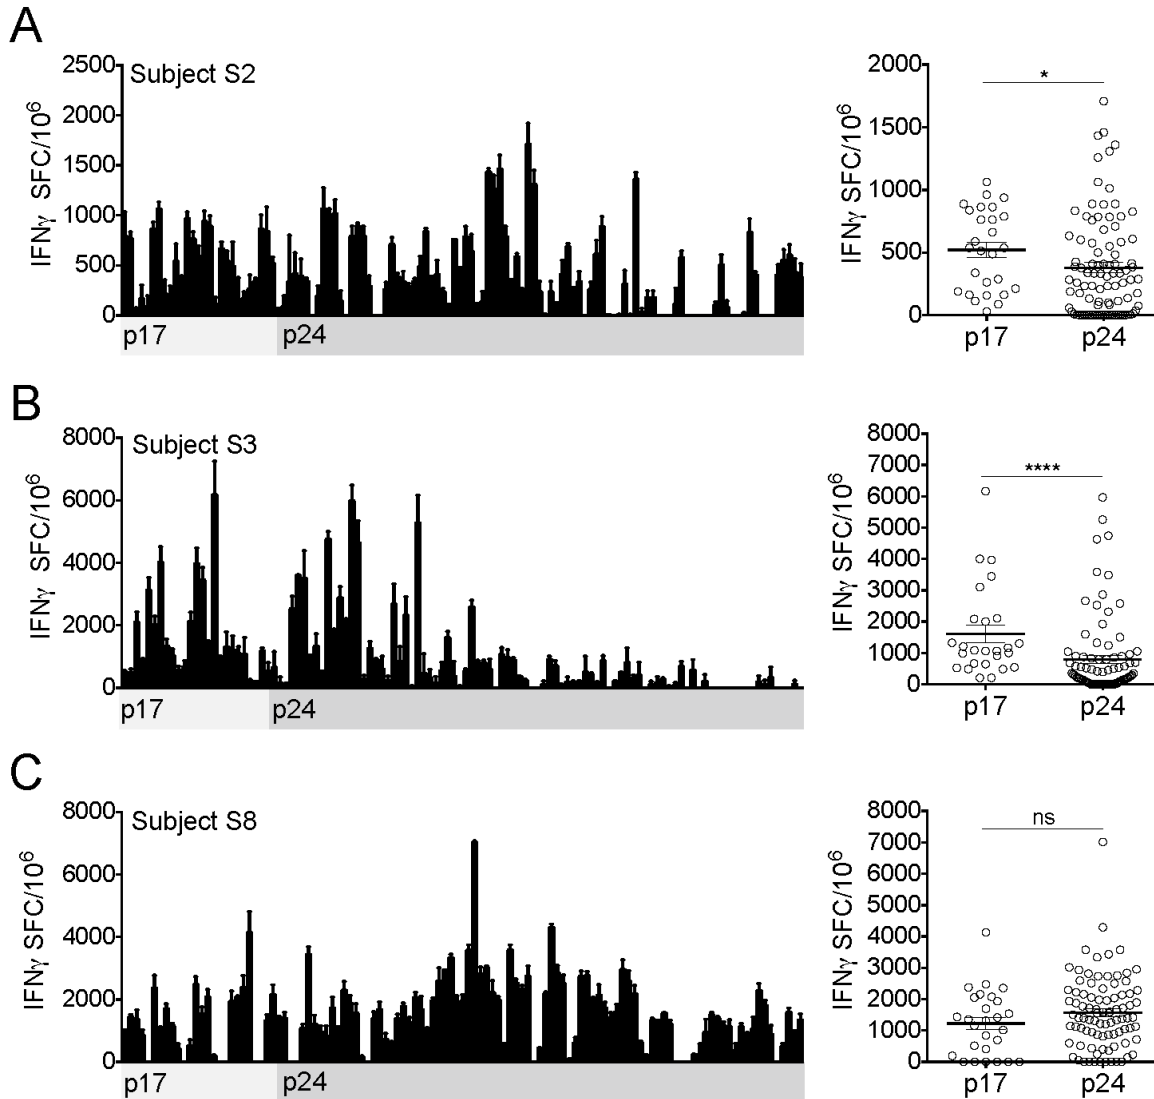 A
Subject S2
IFNγ SFC/10⁶
2500
2000
1500
1000
500
0
p17 p24
IFNγ SFC/10⁶
2000
1500
1000
500
0
*
p17 p24
B
Subject S3
IFNγ SFC/10⁶
8000
6000
4000
2000
0
p17 p24
IFNγ SFC/10⁶
8000
7000
6000
5000
4000
3000
2000
1000
0
****
p17 p24
C
Subject S8
IFNγ SFC/10⁶
8000
6000
4000
2000
0
p17 p24
IFNγ SFC/10⁶
8000
7000
6000
5000
4000
3000
2000
1000
0
ns
p17 p24